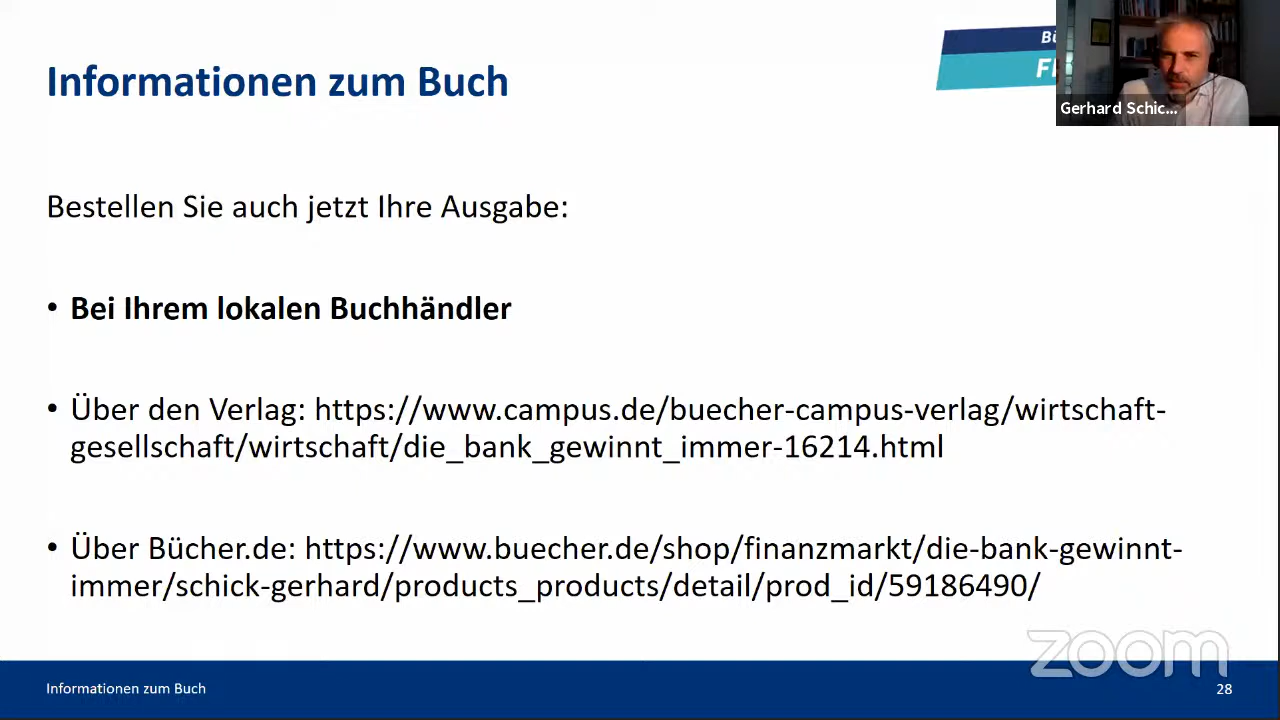 Informationen zum Buch
Gerhard Schic...
Bestellen Sie auch jetzt Ihre Ausgabe:
• Bei Ihrem lokalen Buchhändler
• Über den Verlag: https://www.campus.de/buecher-campus-verlag/wirtschaft-
gesellschaft/wirtschaft/die_bank_gewinnt_immer-16214.html
• Über Bücher.de: https://www.buecher.de/shop/finanzmarkt/die-bank-gewinnt-
immer/schick-gerhard/products_products/detail/prod_id/59186490/
zoom
Informationen zum Buch
28